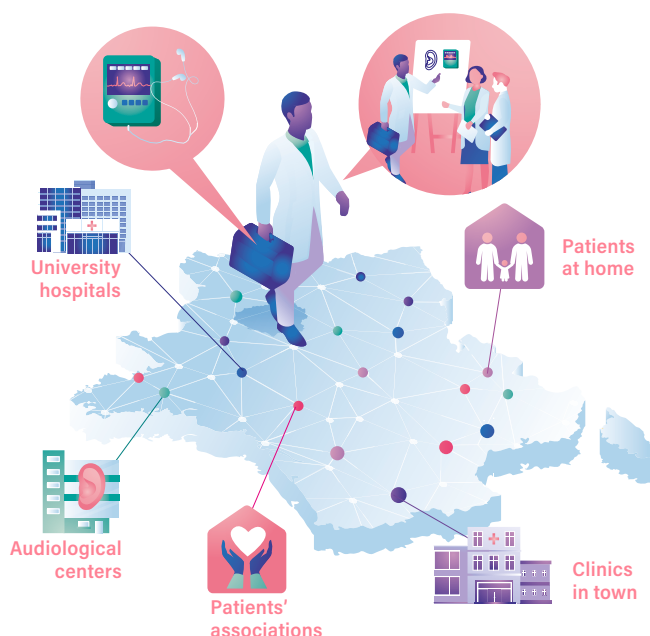 University
hospitals
Patients
at home
Audiological
centers
Patients’
associations
Clinics
in town